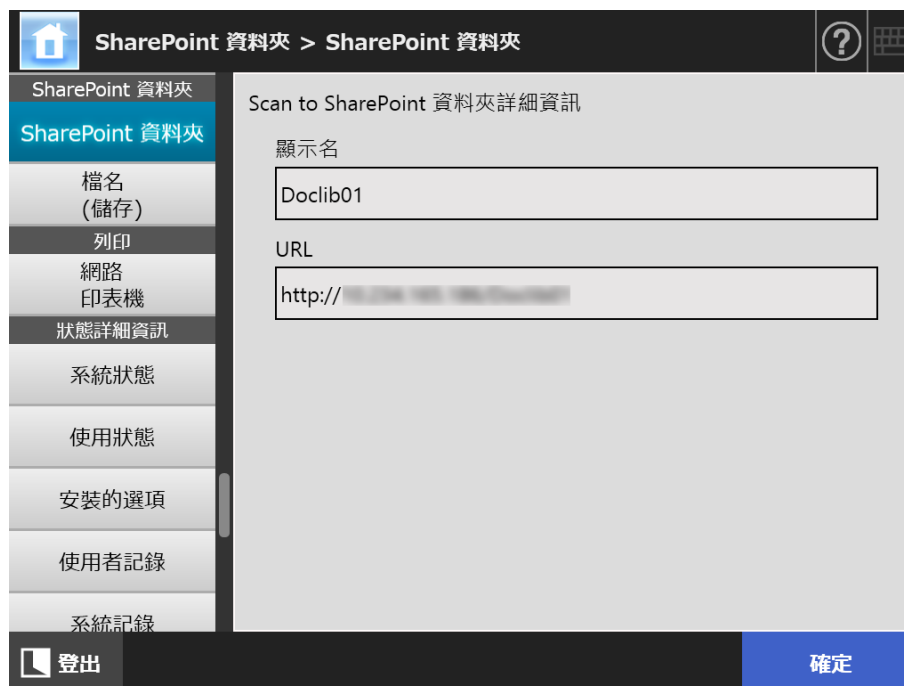 SharePoint 資料夾 > SharePoint 資料夾
SharePoint 資料夾
SharePoint 資料夾
檔名
(儲存)
列印
網路
印表機
狀態詳細資訊
系統狀態
使用狀態
安裝的選項
使用者記錄
系統記錄
Scan to SharePoint 資料夾詳細資訊
顯示名
Doclib01
URL
http://
登出
確定